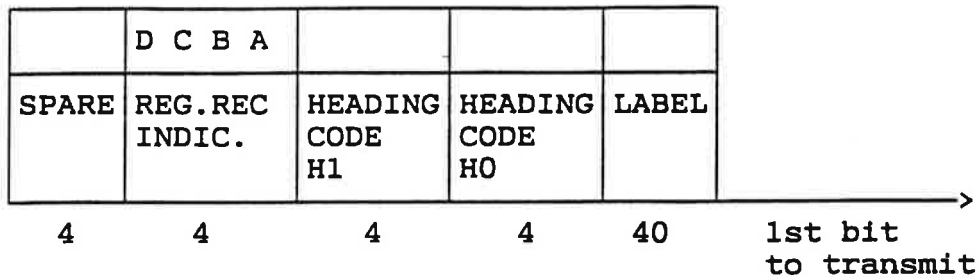 D C B A
SPARE REG.REC HEADING HEADING LABEL
INDIC. CODE CODE
H1 H0
4 4 4 4 40 1st bit
to transmit